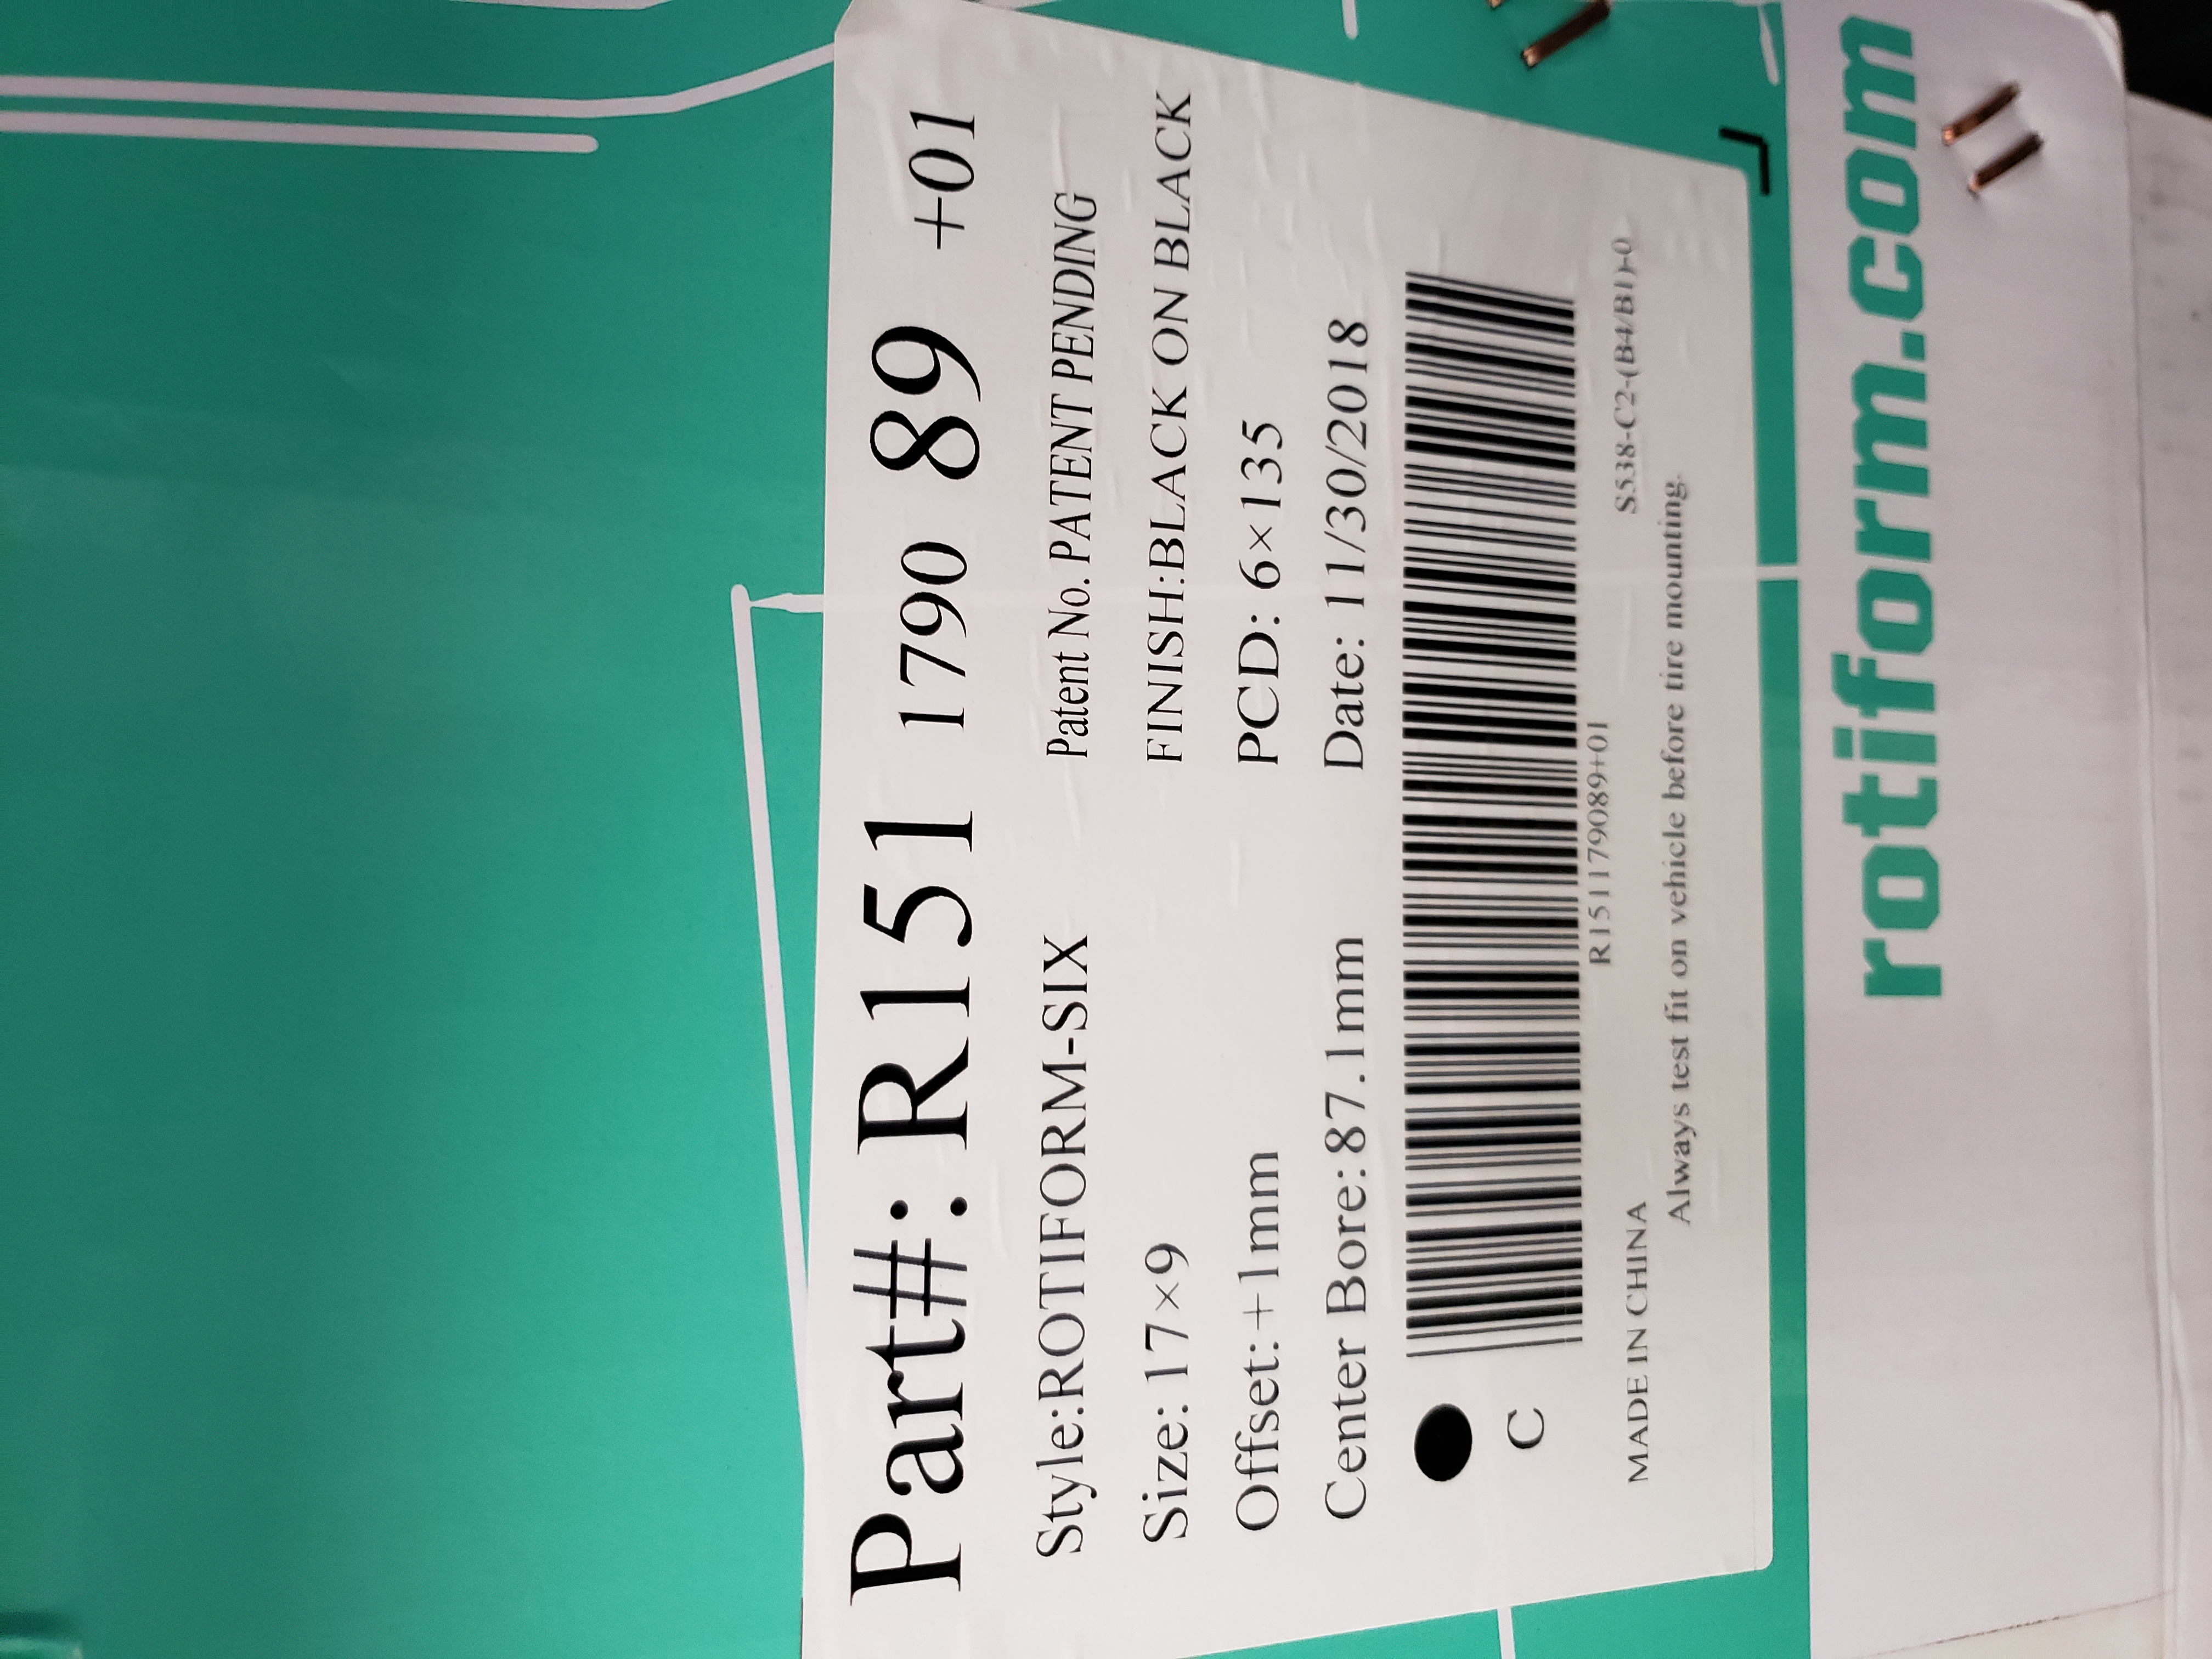 Part#: R151 1790 89 +01
Style:ROTIFORM-SIX Patent No. PATENT PENDING
Size: 17×9 FINISH:BLACK ON BLACK
Offset:+1mm PCD: 6×135
Center Bore:87.1mm Date: 11/30/2018
C
R151179089+01
MADE IN CHINA S538-C2-(B4/B1)-0
Always test fit on vehicle before tire mounting.
rotiform.com